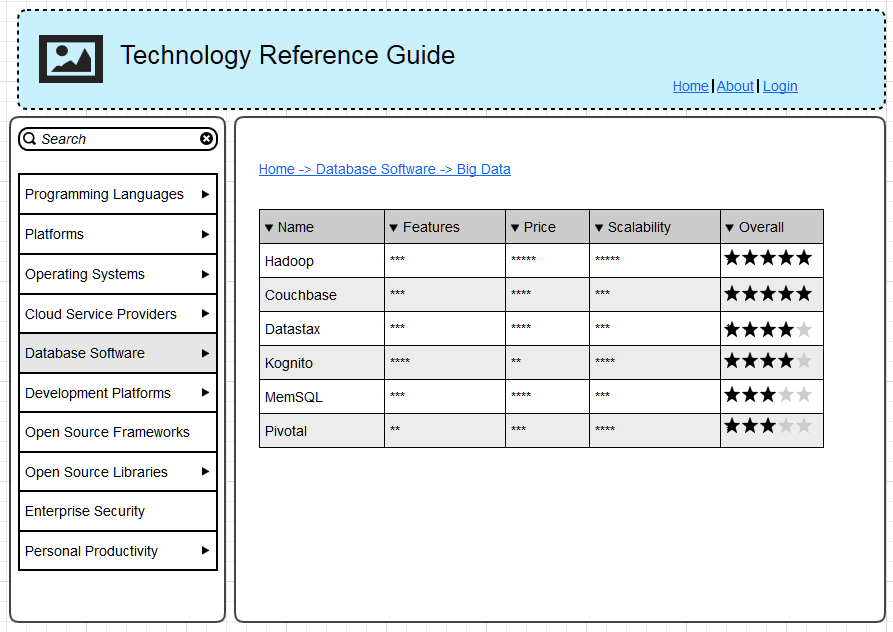 Technology Reference Guide
Home | About | Login
Search
Programming Languages
Platforms
Operating Systems
Cloud Service Providers
Database Software
Development Platforms
Open Source Frameworks
Open Source Libraries
Enterprise Security
Personal Productivity
Home -> Database Software -> Big Data
▼ Name ▼ Features ▼ Price ▼ Scalability ▼ Overall
Hadoop *** ***** ***** ★★★★★
Couchbase *** **** *** ★★★★★
Datastax *** **** *** ★★★★★
Kognito **** ** **** ★★★★★
MemSQL *** **** *** ★★★★★
Pivotal ** *** **** ★★★★★